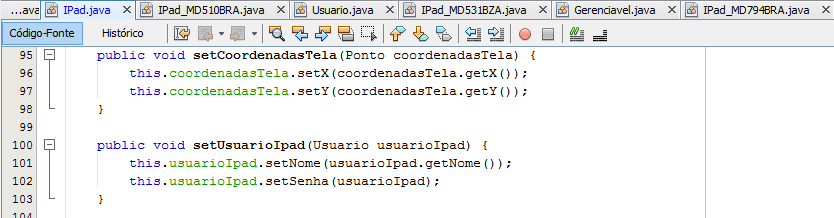 ...ava IPad.java IPad_MD510BRA.java Usuario.java IPad_MD531BZA.java Gerenciavel.java IPad_MD794BRA.java
Código-Fonte Histórico
95 public void setCoordenadasTela(Ponto coordenadasTela) {
96 this.coordenadasTela.setX(coordenadasTela.getX());
97 this.coordenadasTela.setY(coordenadasTela.getY());
98 }
99
100 public void setUsuarioIpad(Usuario usuarioIpad) {
101 this.usuarioIpad.setNome(usuarioIpad.getNome());
102 this.usuarioIpad.setSenha(usuarioIpad);
103 }
104